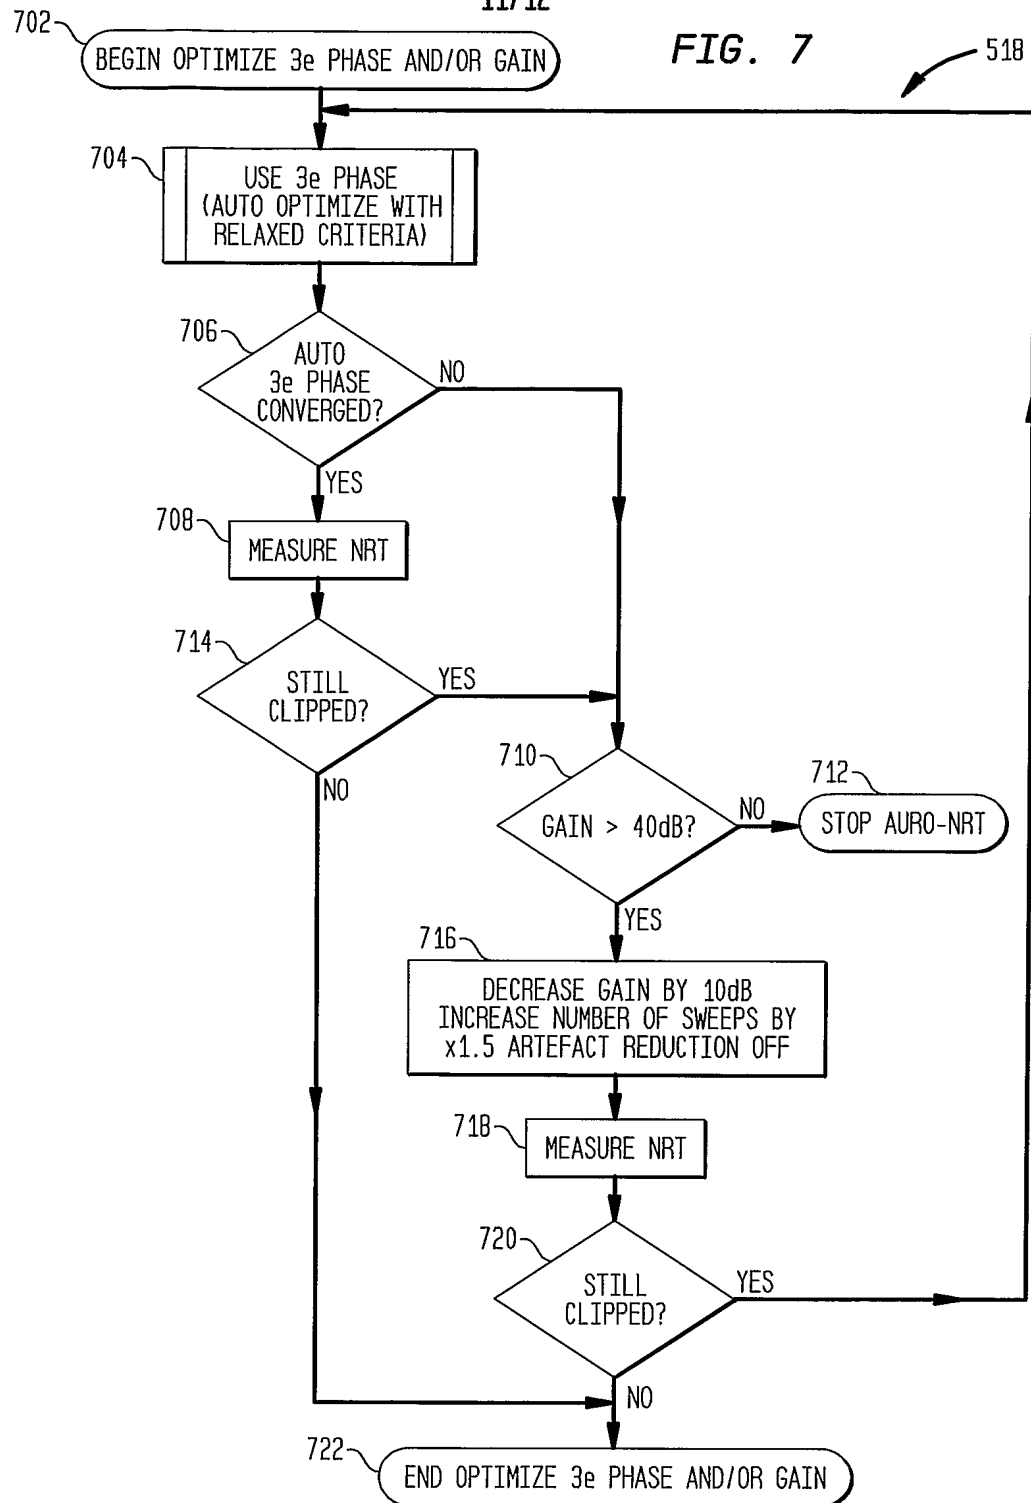 11/12
702
BEGIN OPTIMIZE 3e PHASE AND/OR GAIN
FIG. 7
518
704
USE 3e PHASE
(AUTO OPTIMIZE WITH
RELAXED CRITERIA)
706
AUTO
3e PHASE
CONVERGED?
NO
YES
708
MEASURE NRT
714
STILL
CLIPPED?
YES
NO
710
GAIN > 40dB?
NO
712
STOP AURO-NRT
YES
716
DECREASE GAIN BY 10dB
INCREASE NUMBER OF SWEEPS BY
x1.5 ARTEFACT REDUCTION OFF
718
MEASURE NRT
720
STILL
CLIPPED?
YES
NO
722
END OPTIMIZE 3e PHASE AND/OR GAIN